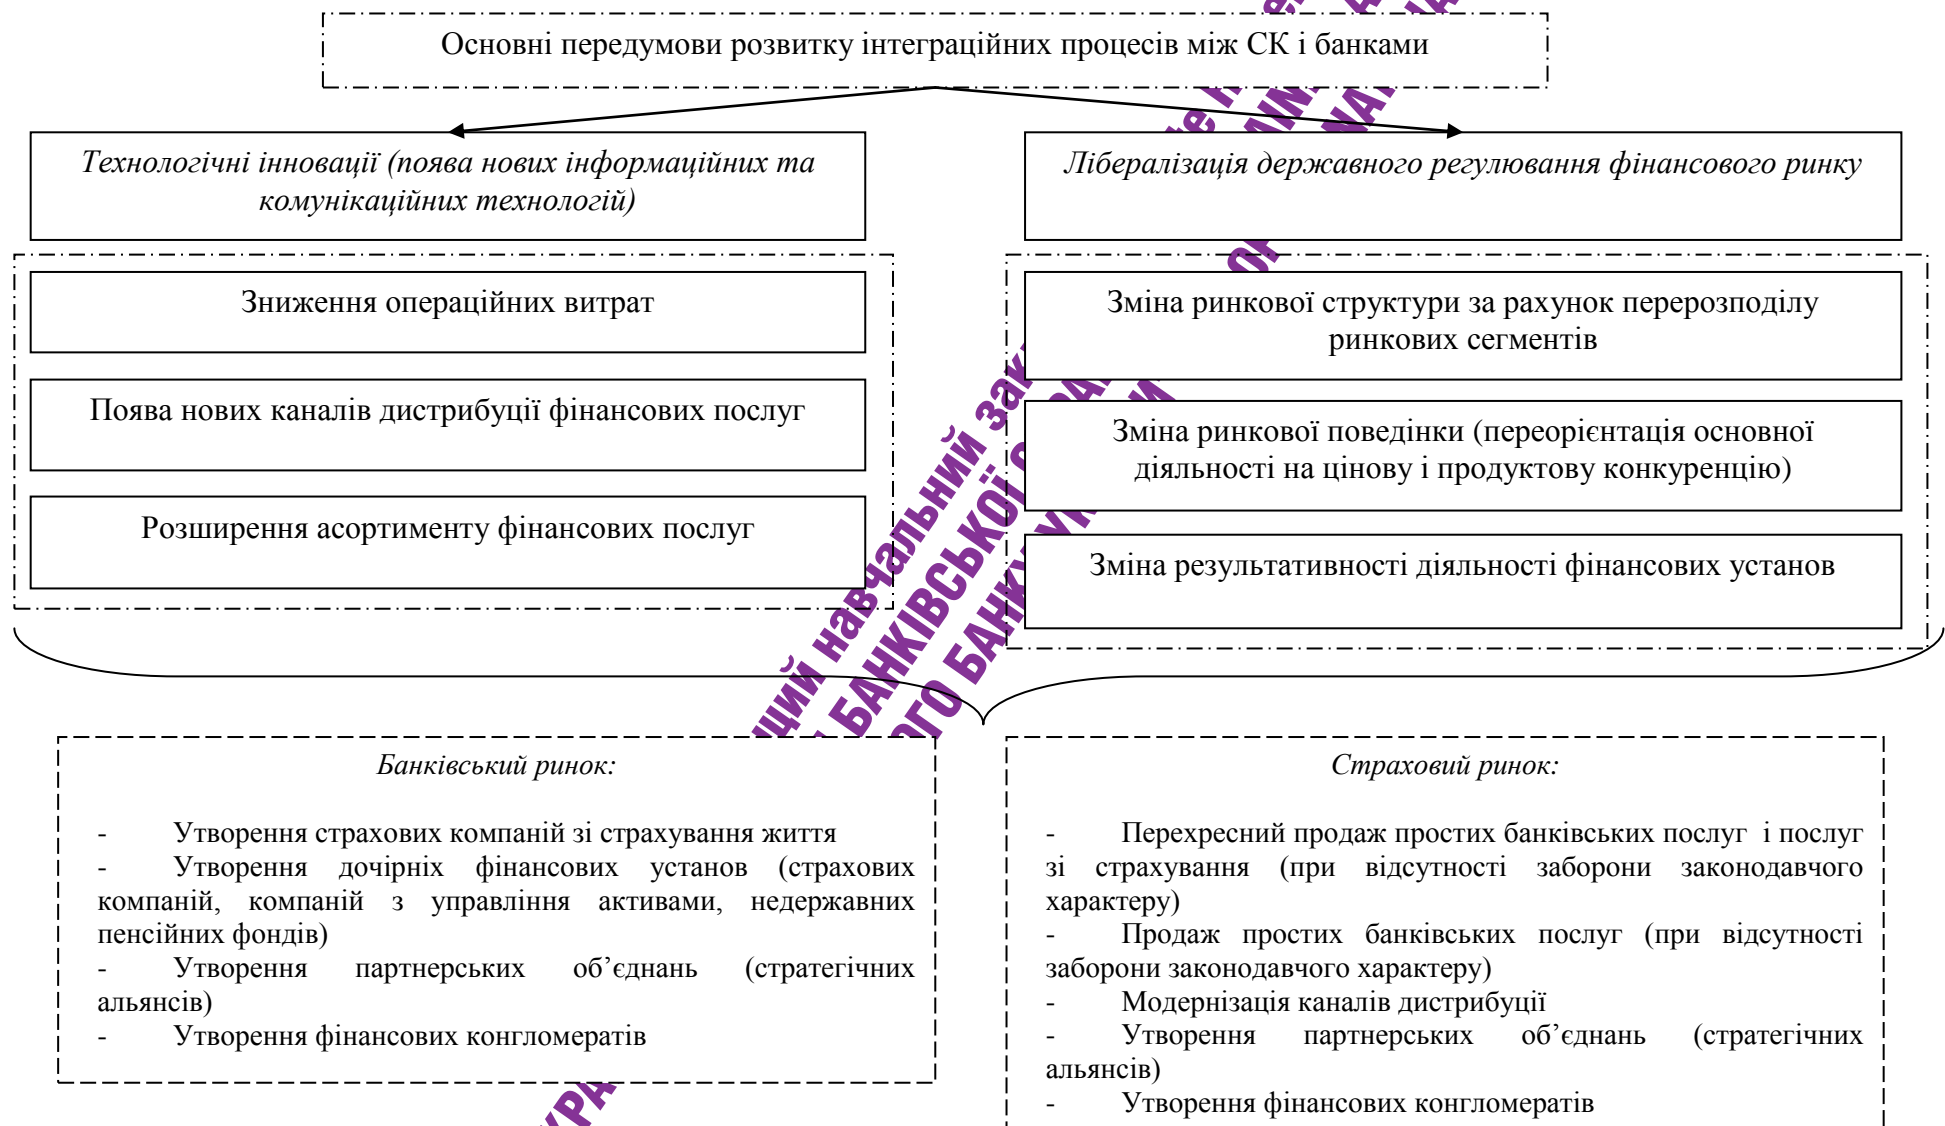 Основні передумови розвитку інтеграційних процесів між СК і банками
Технологічні інновації (поява нових інформаційних та
комунікаційних технологій)
Лібералізація державного регулювання фінансового ринку
Зниження операційних витрат
Поява нових каналів дистрибуції фінансових послуг
Розширення асортименту фінансових послуг
Зміна ринкової структури за рахунок перерозподілу
ринкових сегментів
Зміна ринкової поведінки (переорієнтація основної
діяльності на цінову і продуктову конкуренцію)
Зміна результативності діяльності фінансових установ
Банківський ринок:
- Утворення страхових компаній зі страхування життя
- Утворення дочірніх фінансових установ (страхових
компаній, компаній з управління активами, недержавних
пенсійних фондів)
- Утворення партнерських об’єднань (стратегічних
альянсів)
- Утворення фінансових конгломератів
Страховий ринок:
- Перехресний продаж простих банківських послуг і послуг
зі страхування (при відсутності заборони законодавчого
характеру)
- Продаж простих банківських послуг (при відсутності
заборони законодавчого характеру)
- Модернізація каналів дистрибуції
- Утворення партнерських об’єднань (стратегічних
альянсів)
- Утворення фінансових конгломератів
навчальний
БАНКІВСЬКОЇ